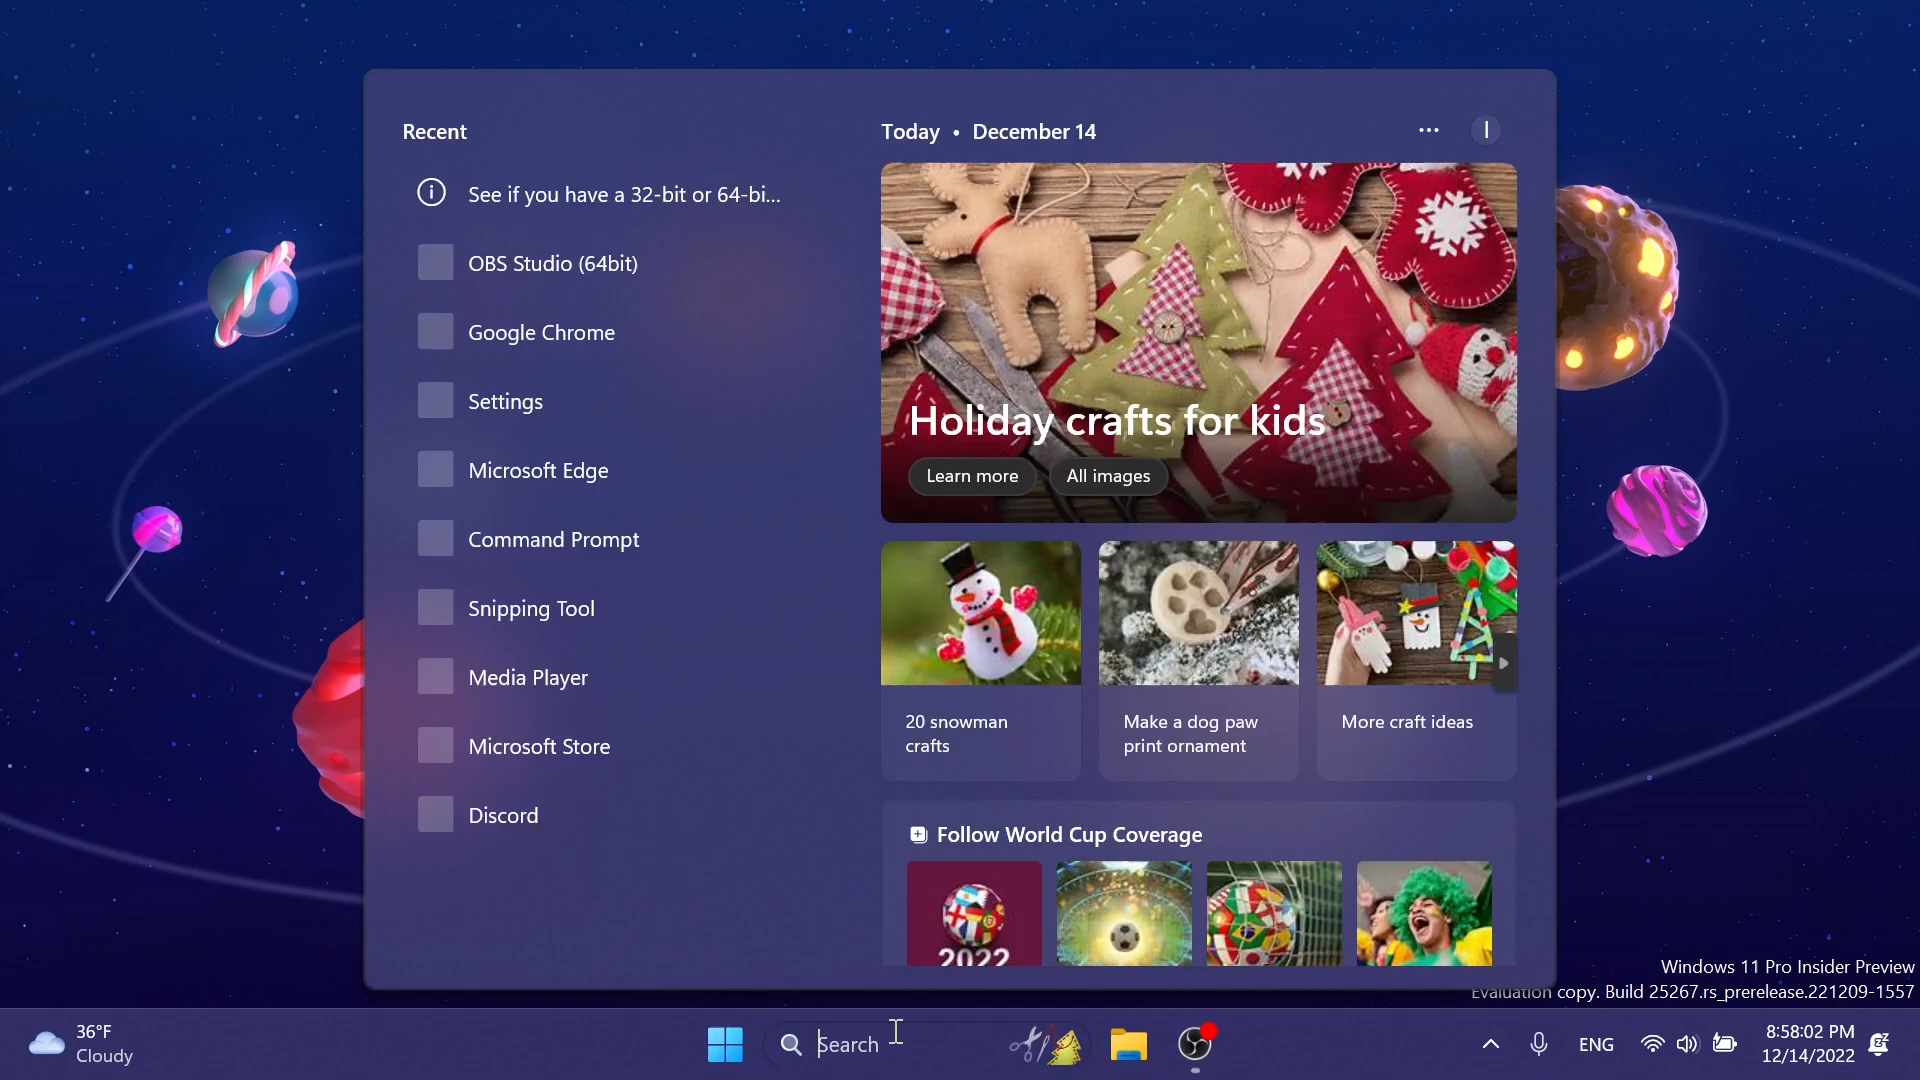 Recent
See if you have a 32-bit or 64-bi...
OBS Studio (64bit)
Google Chrome
Settings
Microsoft Edge
Command Prompt
Snipping Tool
Media Player
Microsoft Store
Discord
Today • December 14
I
Holiday crafts for kids
Learn more
All images
20 snowman
crafts
Make a dog paw
print ornament
More craft ideas
Follow World Cup Coverage
2022
Windows 11 Pro Insider Preview
Evaluation copy. Build 25267.rs_prerelease.221209-1557
36°F
Cloudy
Search
ENG
8:58:02 PM
12/14/2022